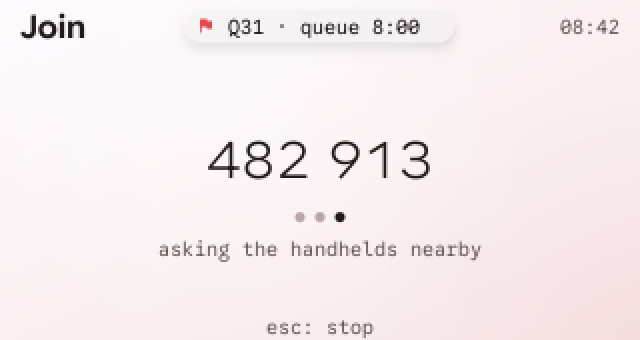 Join
Q31 · queue 8:00
08:42
482 913
asking the handhelds nearby
esc: stop